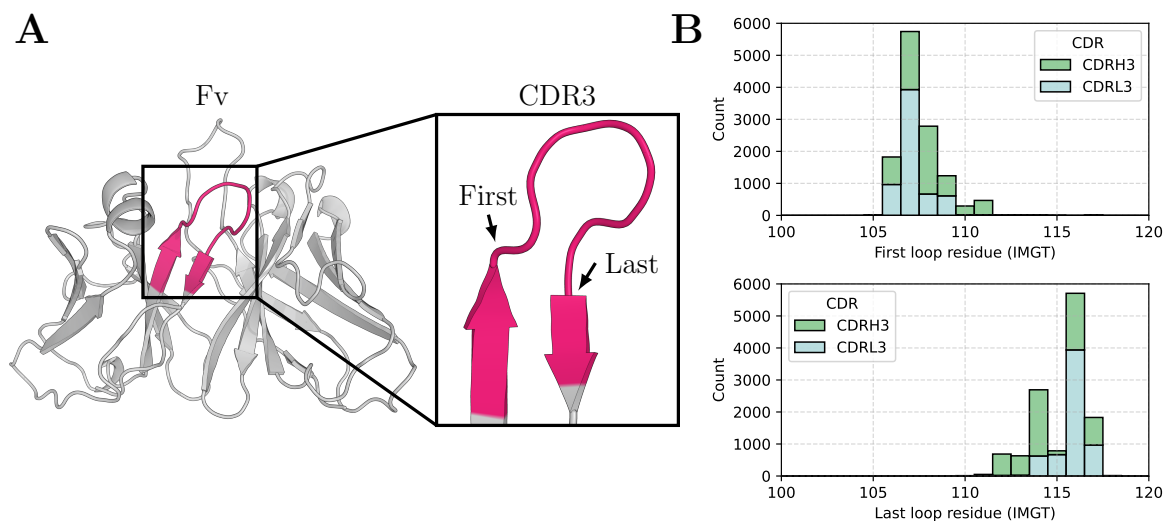 A
Fv
CDR3
First
Last
B
6000
5000
4000
3000
2000
1000
0
Count
CDR
CDRH3
CDRL3
100
105
110
115
120
First loop residue (IMGT)
6000
5000
4000
3000
2000
1000
0
Count
CDR
CDRH3
CDRL3
100
105
110
115
120
Last loop residue (IMGT)